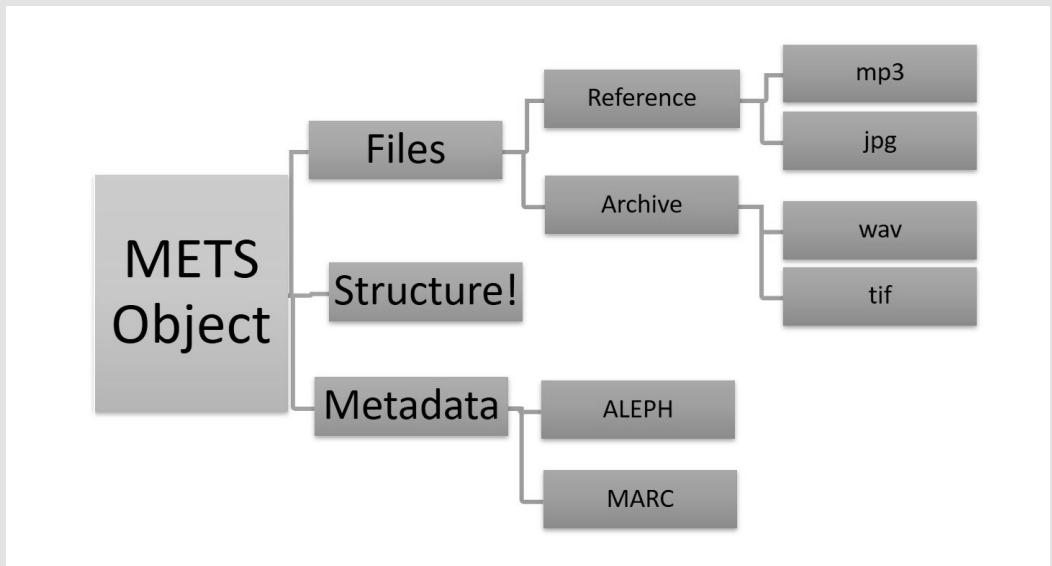 METS
Object
Files
Reference
mp3
jpg
Archive
wav
tif
Structure!
Metadata
ALEPH
MARC